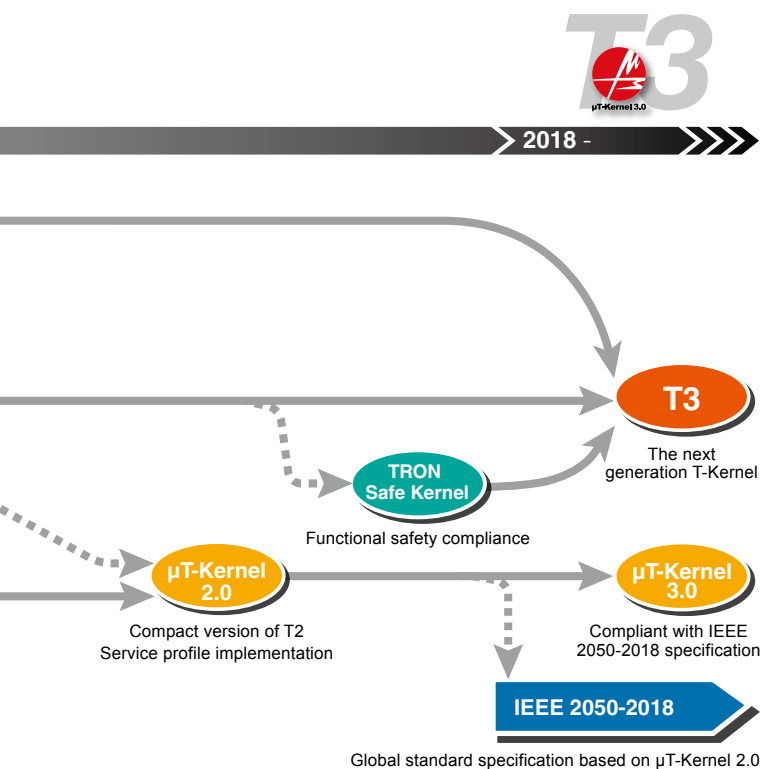 T3
µT-Kernel 3.0
2018 -
T3
The next
generation T-Kernel
TRON
Safe Kernel
Functional safety compliance
µT-Kernel
2.0
Compact version of T2
Service profile implementation
µT-Kernel
3.0
Compliant with IEEE
2050-2018 specification
IEEE 2050-2018
Global standard specification based on µT-Kernel 2.0